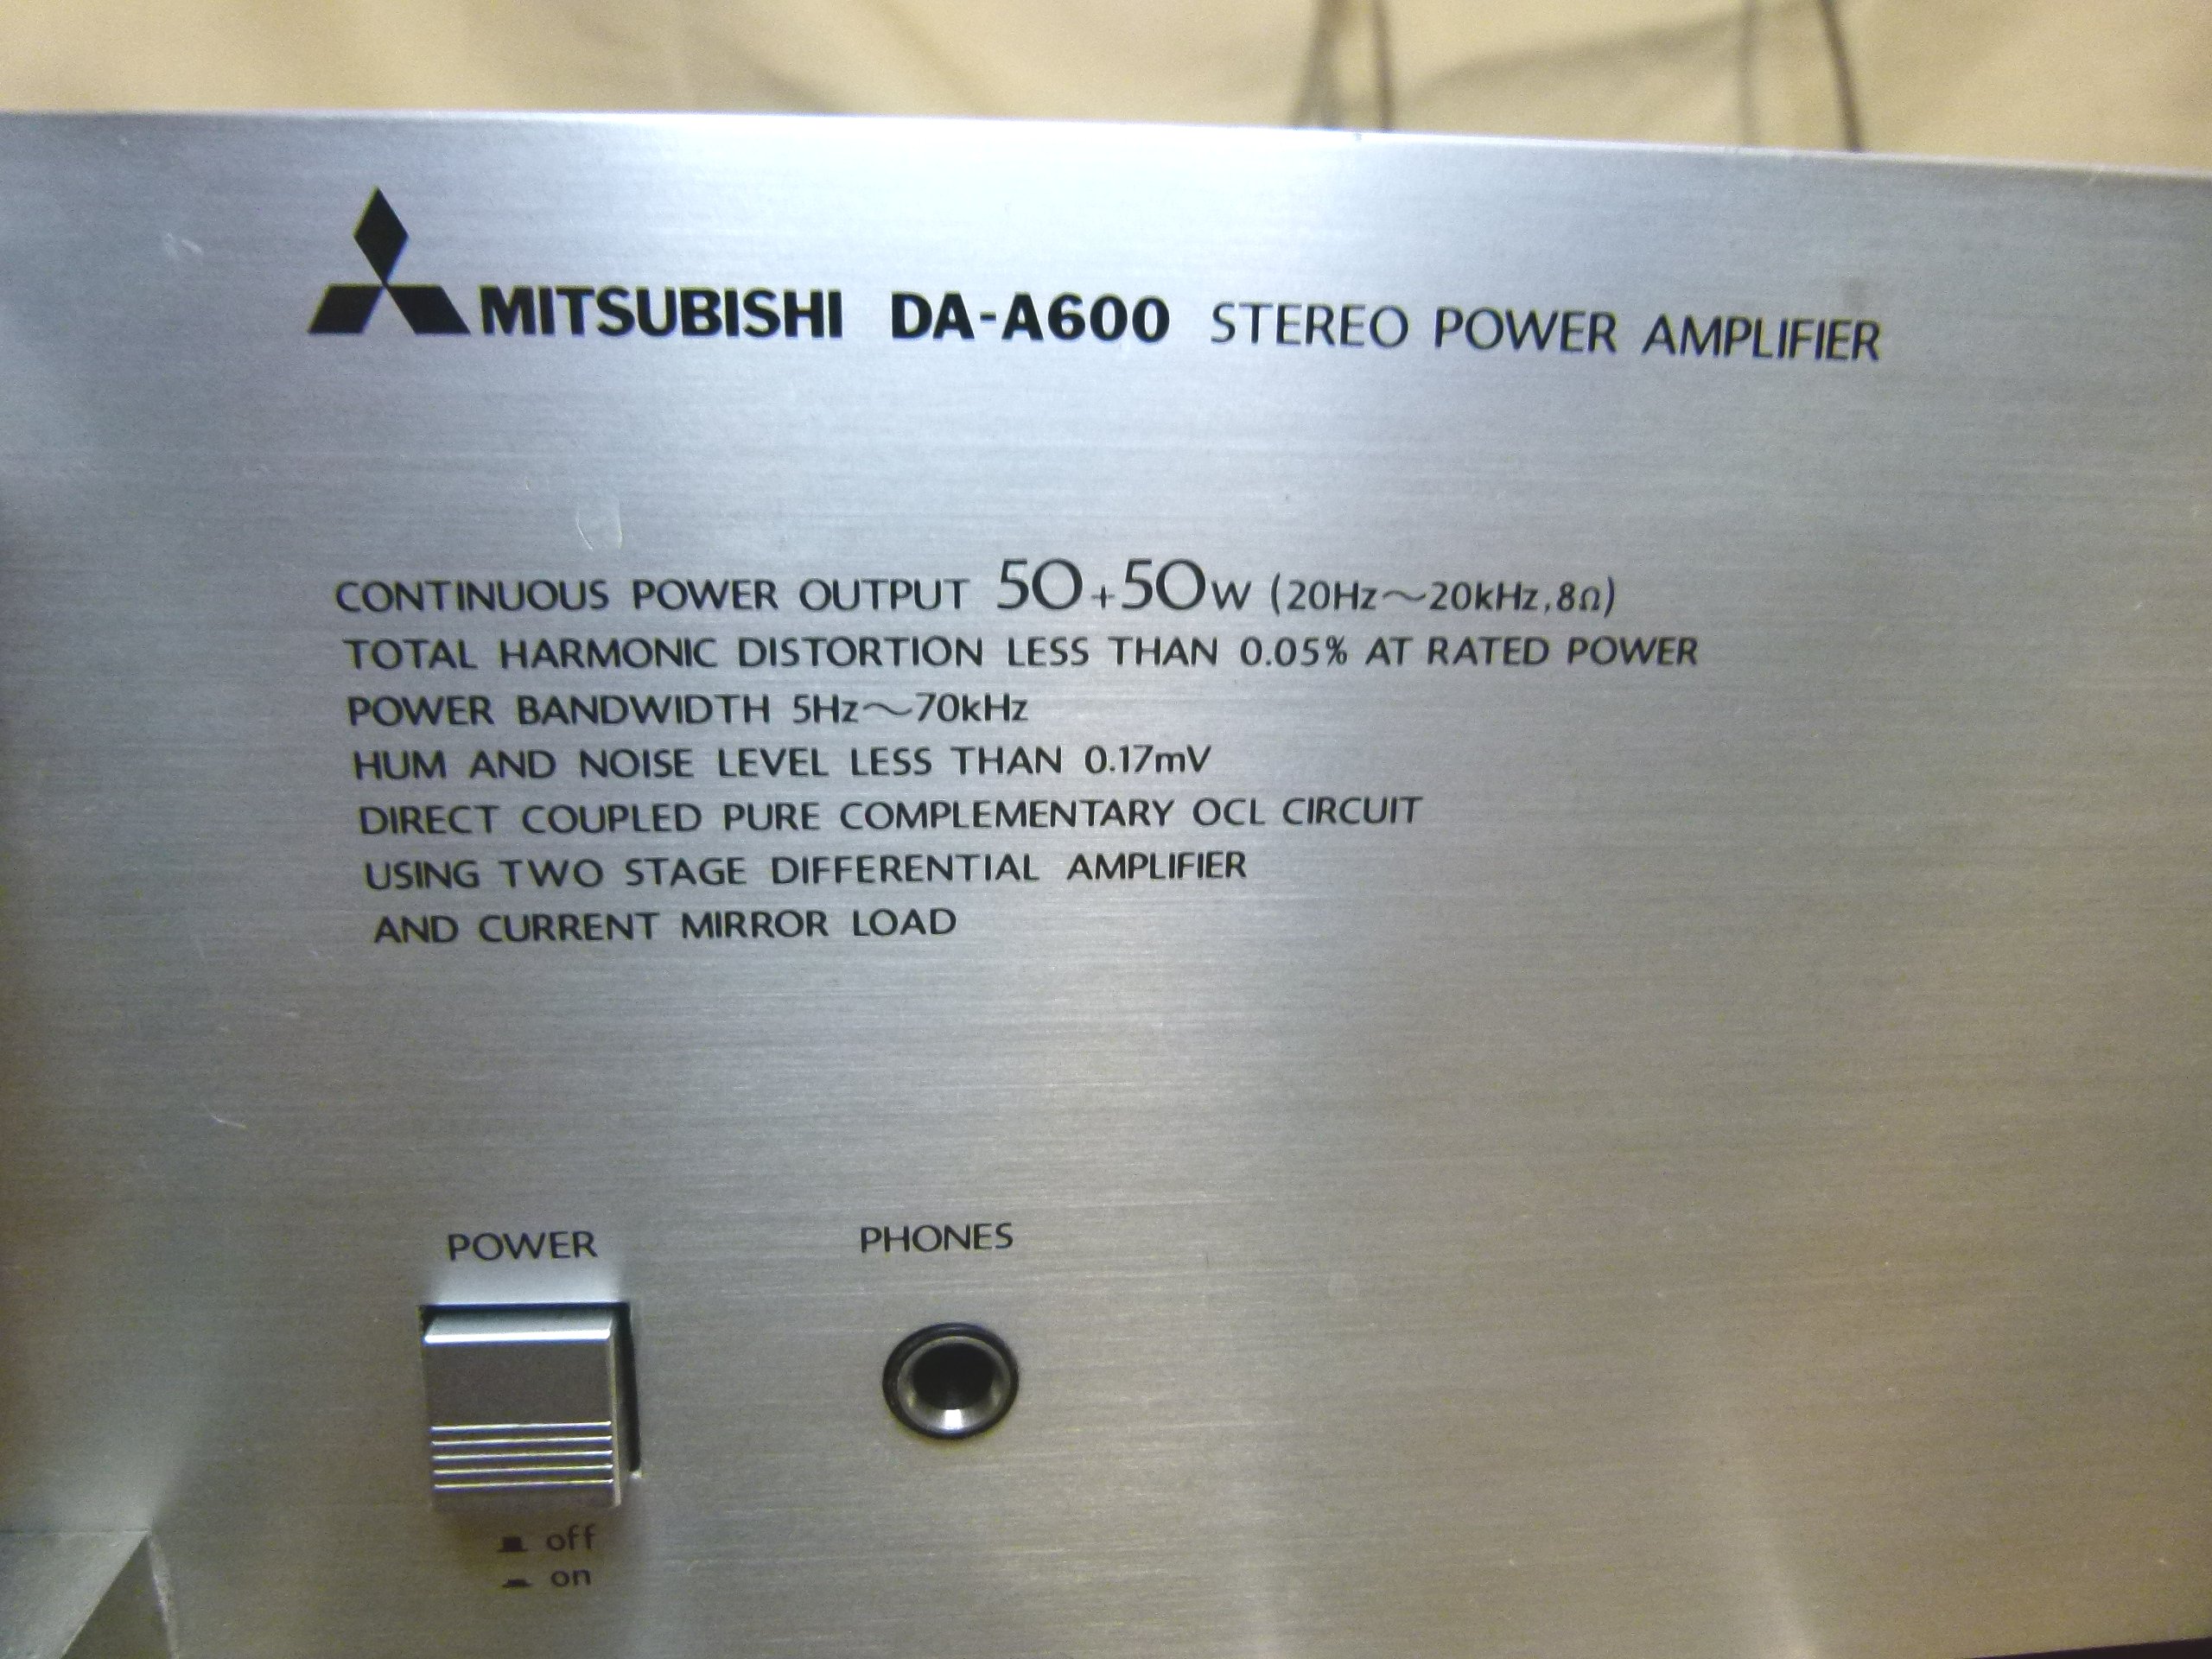 MITSUBISHI DA-A600 STEREO POWER AMPLIFIER
CONTINUOUS POWER OUTPUT 50+50W (20Hz～20kHz,8Ω)
TOTAL HARMONIC DISTORTION LESS THAN 0.05% AT RATED POWER
POWER BANDWIDTH 5Hz～70kHz
HUM AND NOISE LEVEL LESS THAN 0.17mV
DIRECT COUPLED PURE COMPLEMENTARY OCL CIRCUIT
USING TWO STAGE DIFFERENTIAL AMPLIFIER
AND CURRENT MIRROR LOAD
POWER PHONES
off
on